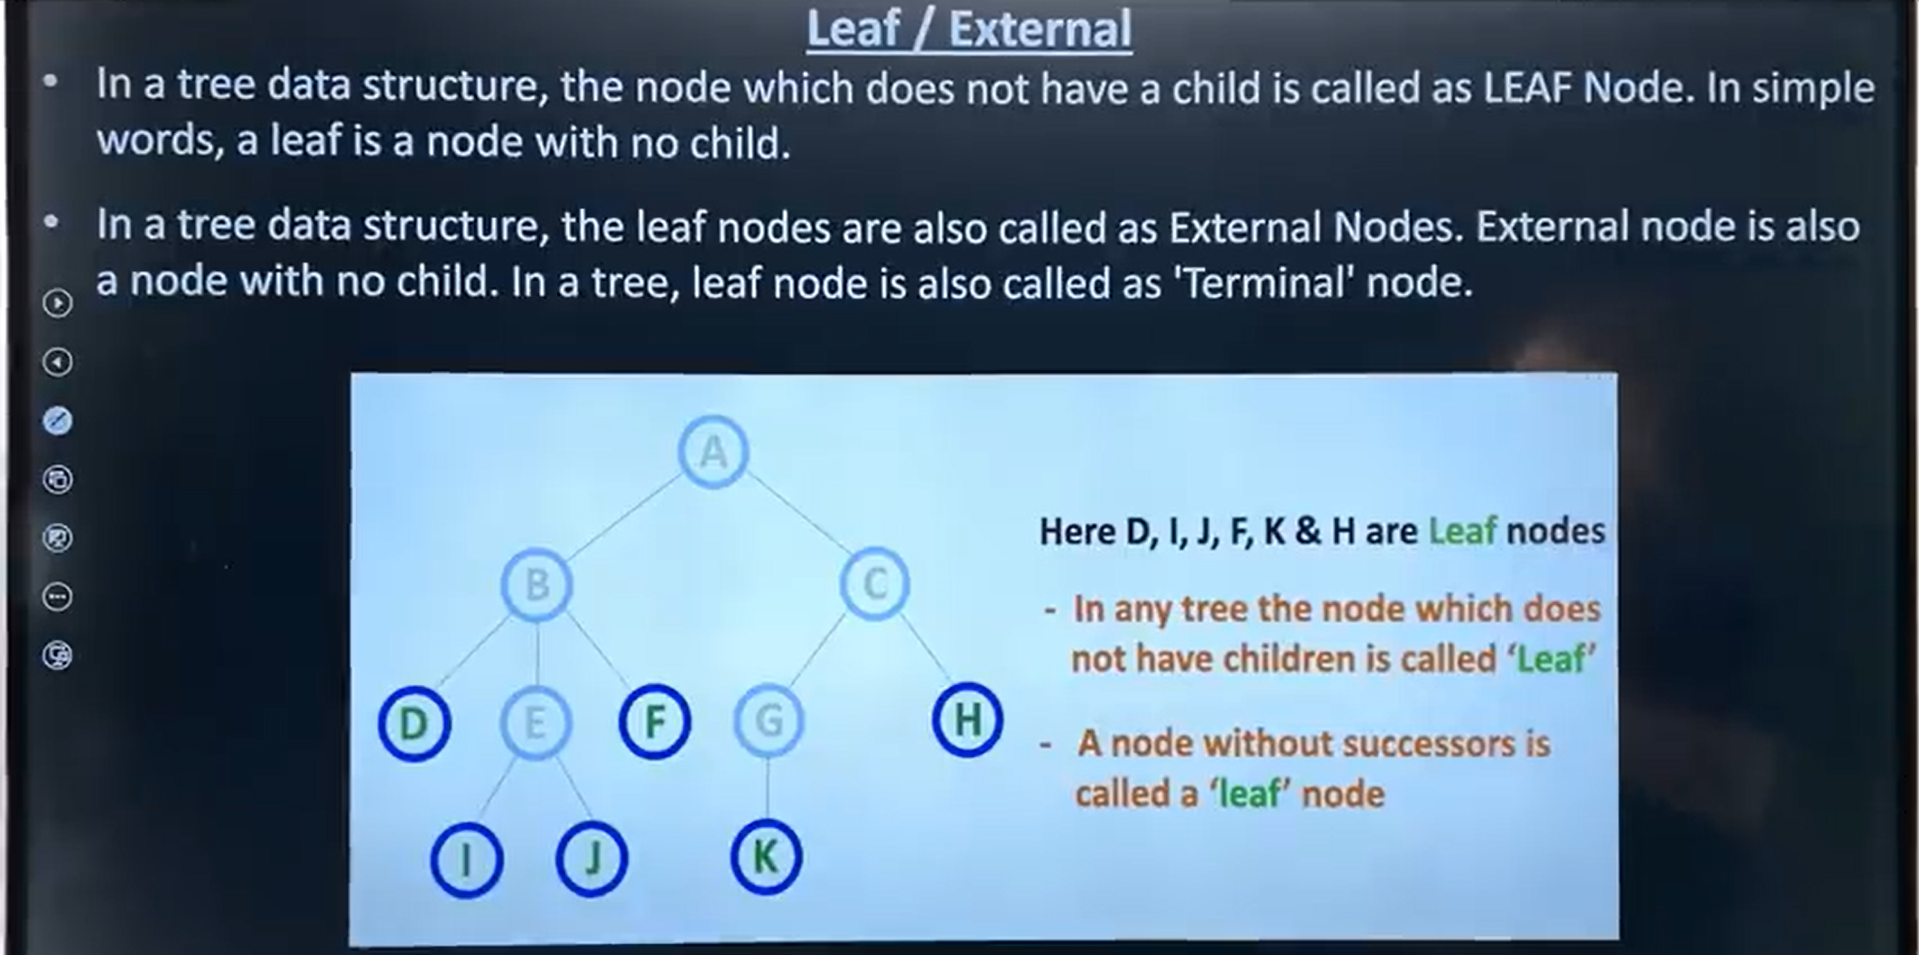 Leaf / External
• In a tree data structure, the node which does not have a child is called as LEAF Node. In simple
words, a leaf is a node with no child.
• In a tree data structure, the leaf nodes are also called as External Nodes. External node is also
a node with no child. In a tree, leaf node is also called as 'Terminal' node.
A
B
C
D
E
F
G
H
I
J
K
Here D, I, J, F, K & H are Leaf nodes
- In any tree the node which does
not have children is called ‘Leaf’
- A node without successors is
called a ‘leaf’ node